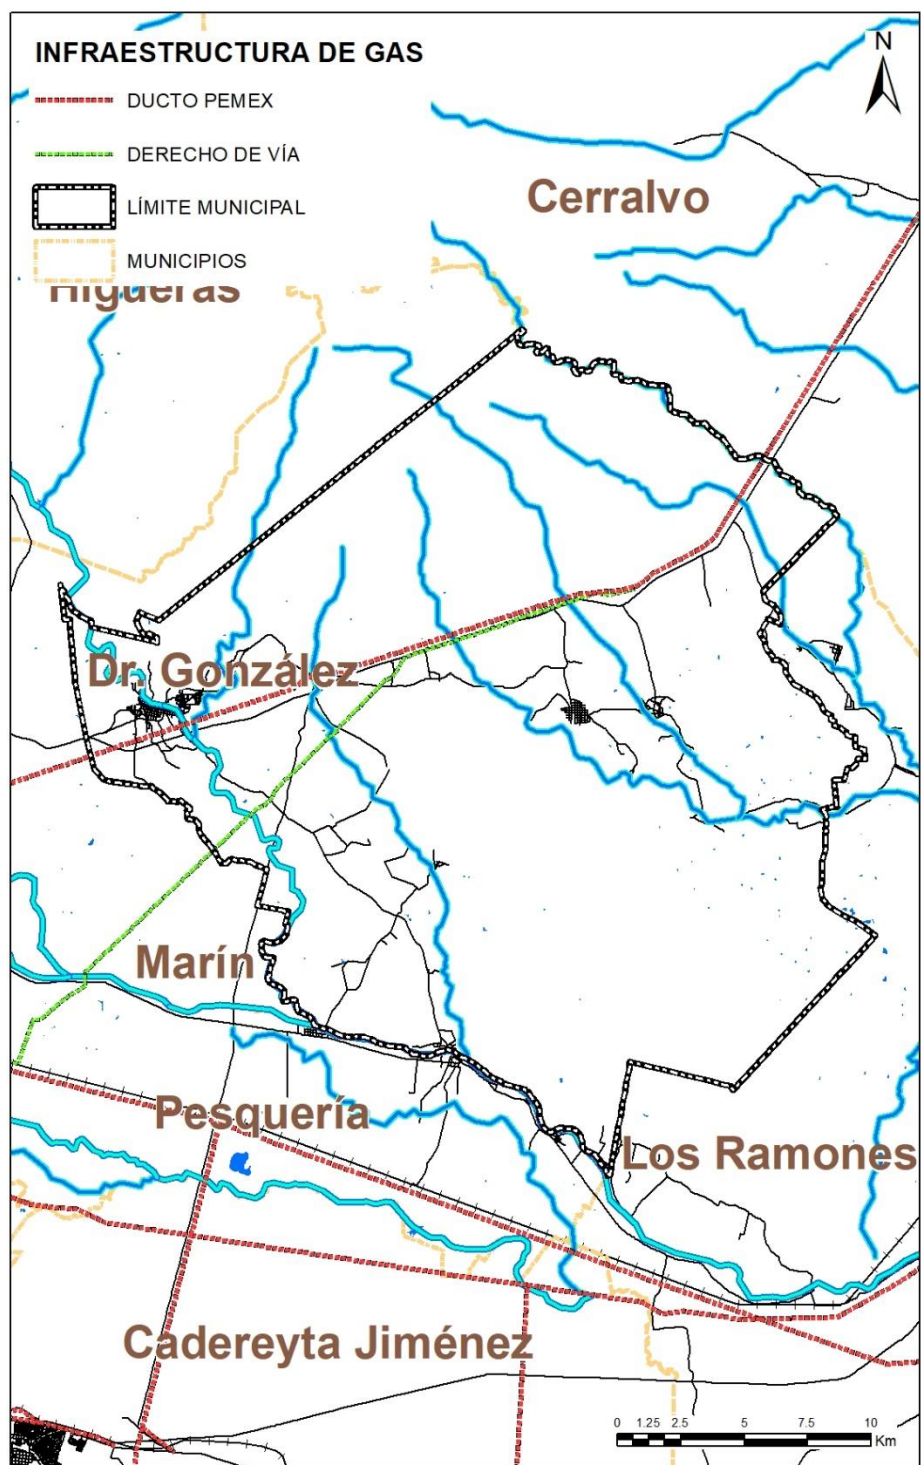 INFRAESTRUCTURA DE GAS
N
DUCTO PEMEX
DERECHO DE VÍA
LÍMITE MUNICIPAL
MUNICIPIOS
Cerralvo
Higueras
Dr. González
Marín
Pesquería
Los Ramones
Cadereyta Jiménez
0 1.25 2.5 5 7.5 10
Km